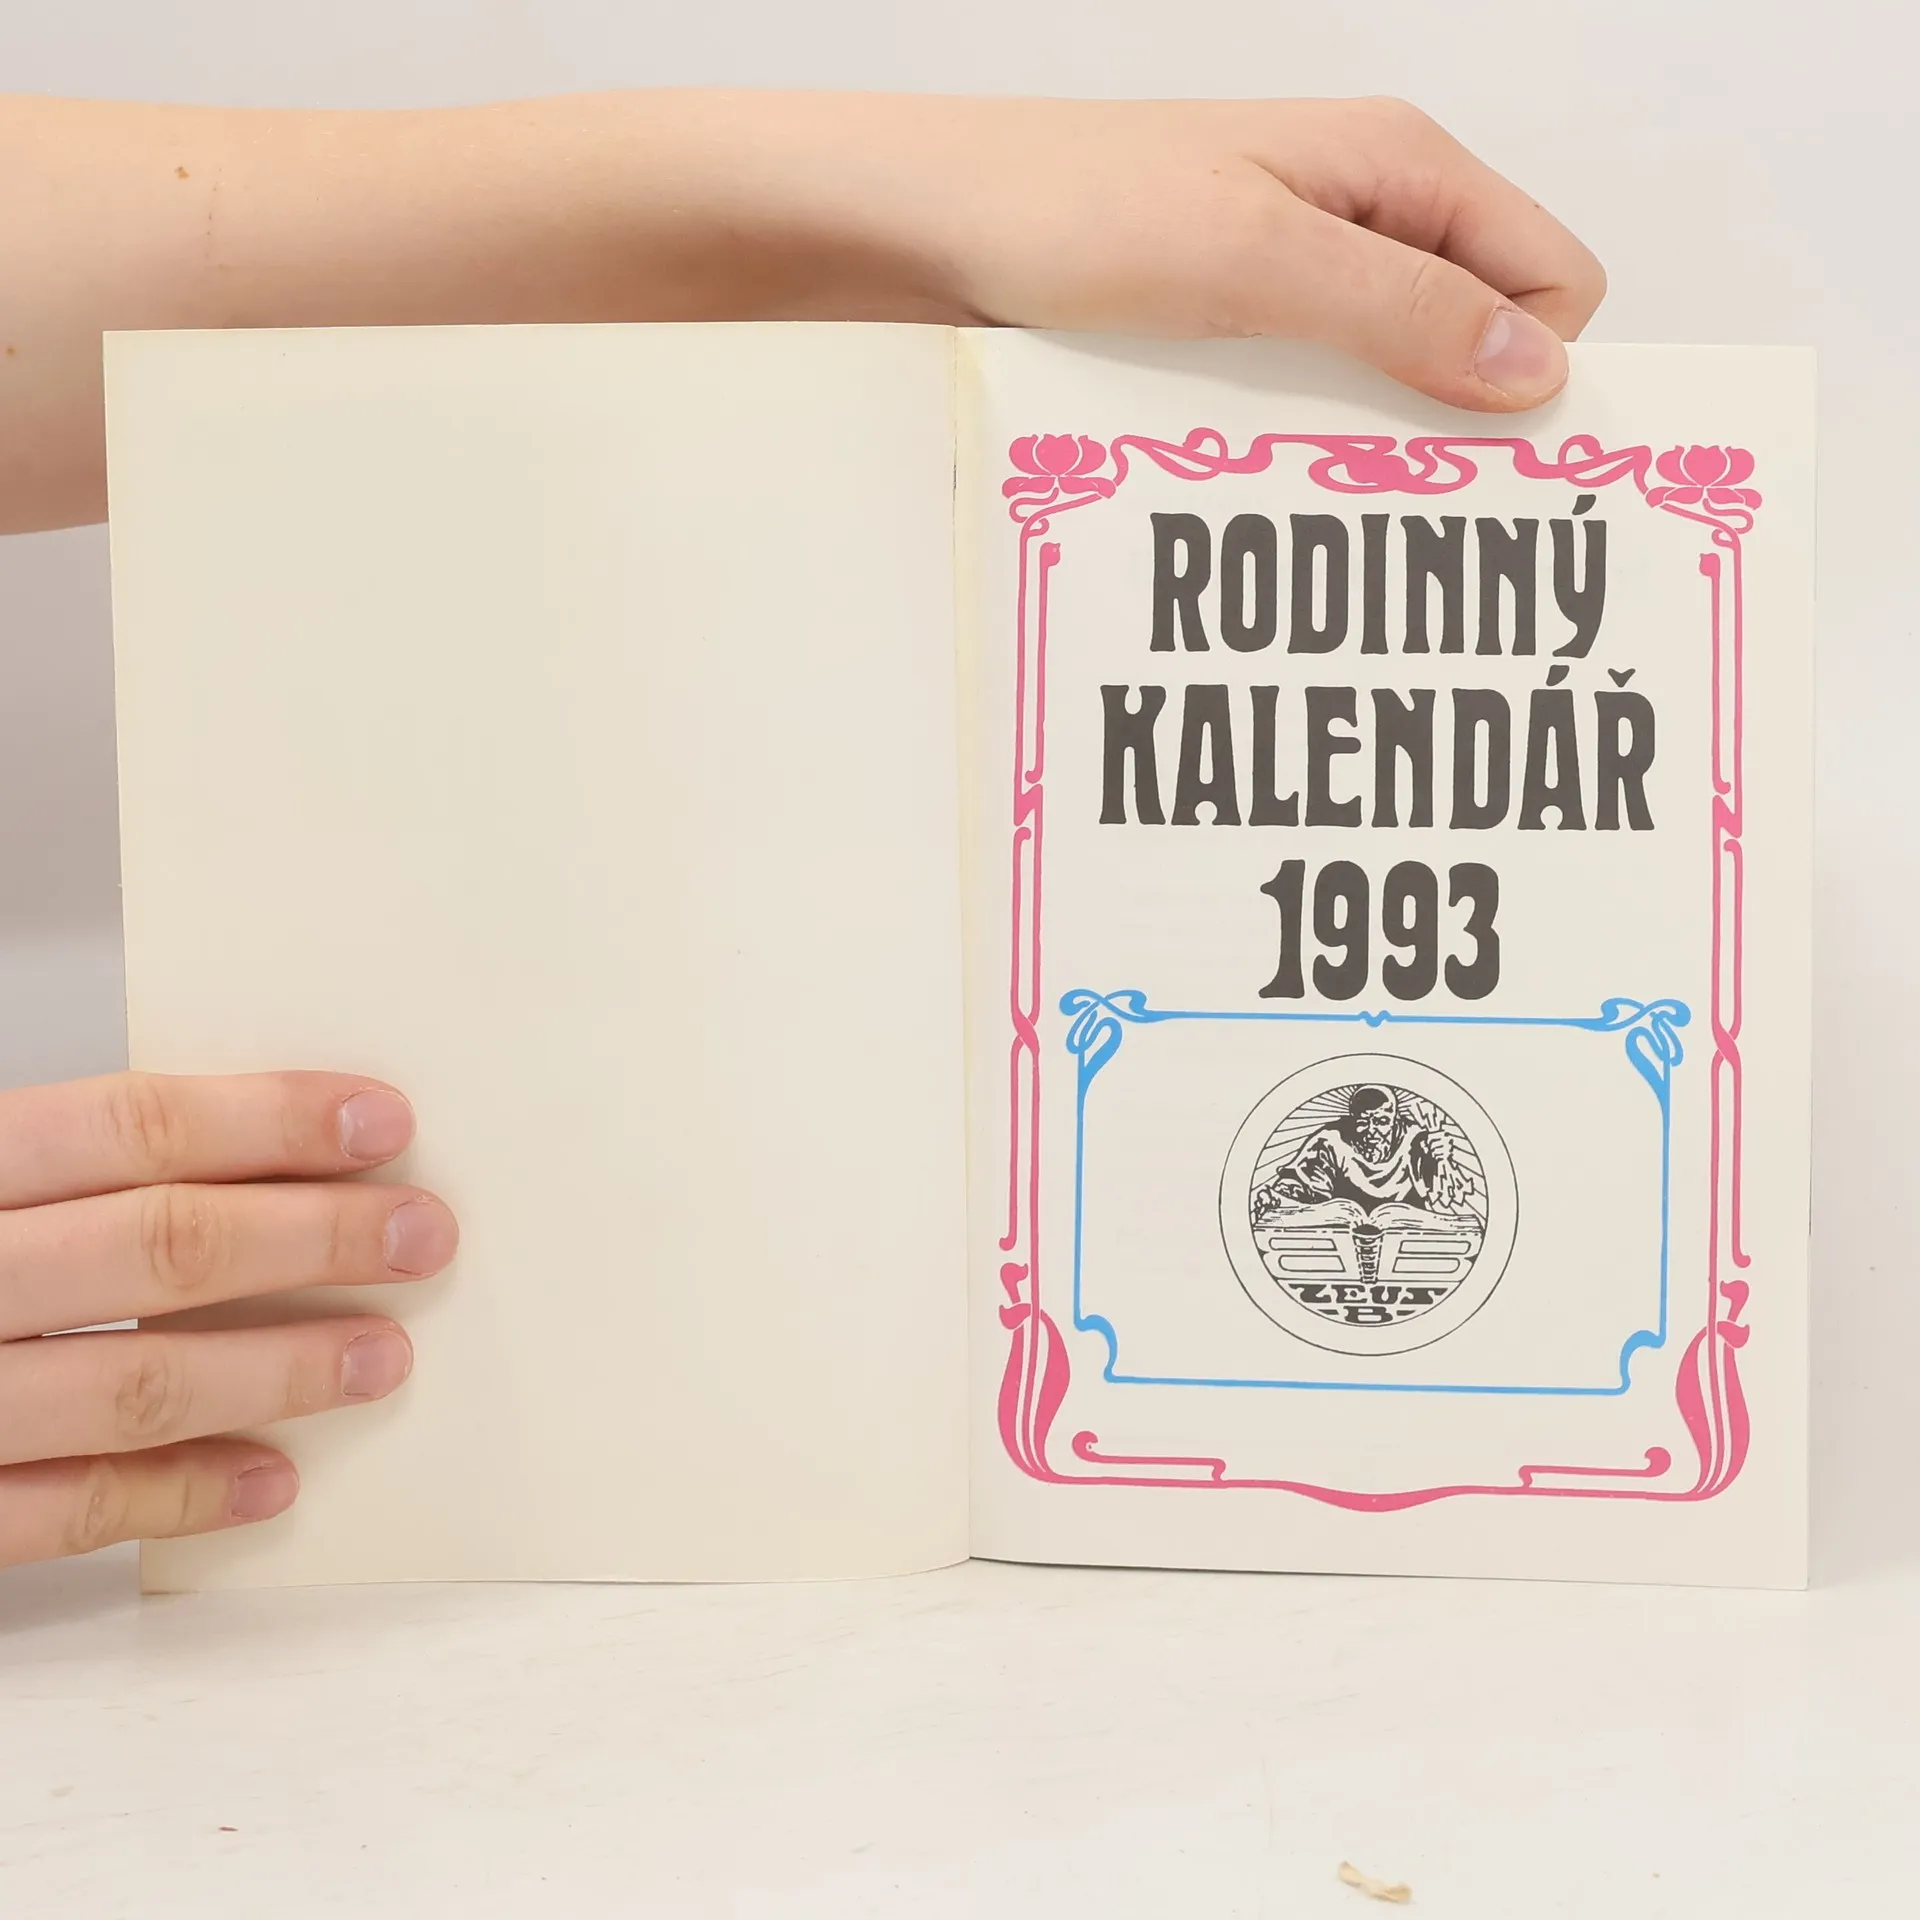 RODINNÝ
KALENDÁŘ
1993
ZEUS
B